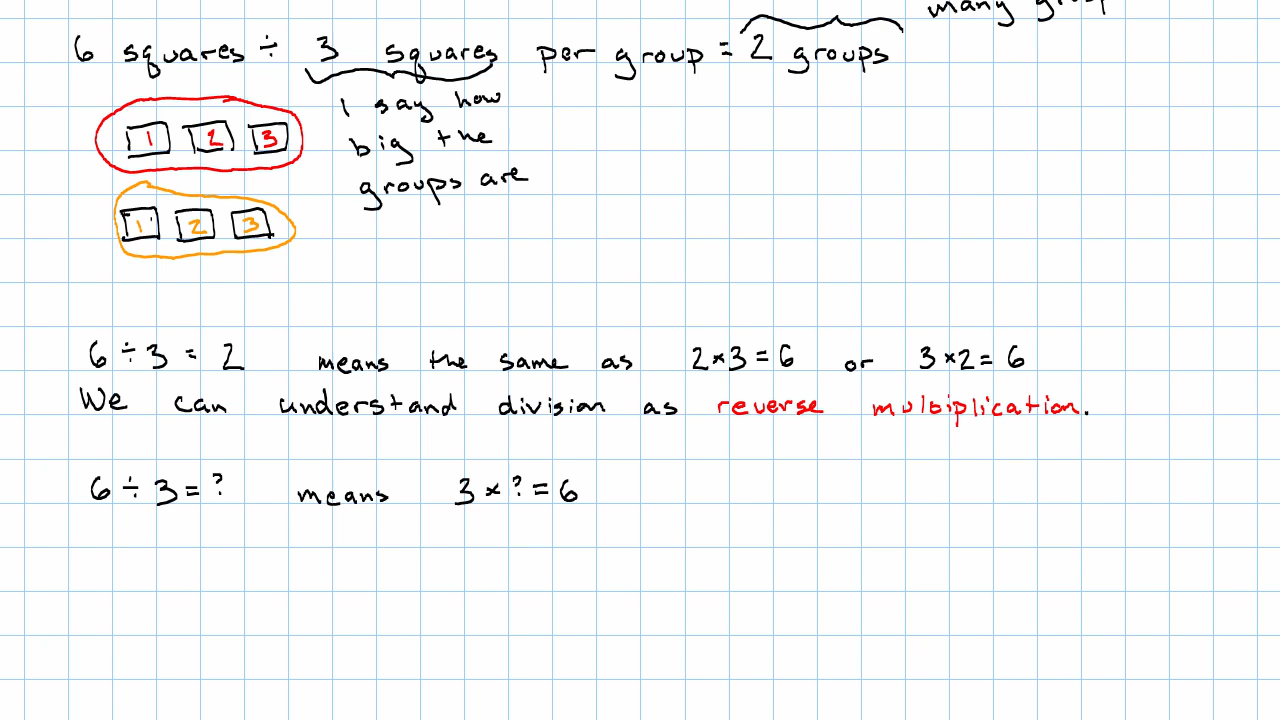 many
6 squares ÷ 3 squares per group = 2 groups
I say how
big the
groups are
1 2 3
1 2 3
6 ÷ 3 = 2 means the same as 2 × 3 = 6 or 3 × 2 = 6
We can understand division as reverse multiplication.
6 ÷ 3 = ? means 3 × ? = 6